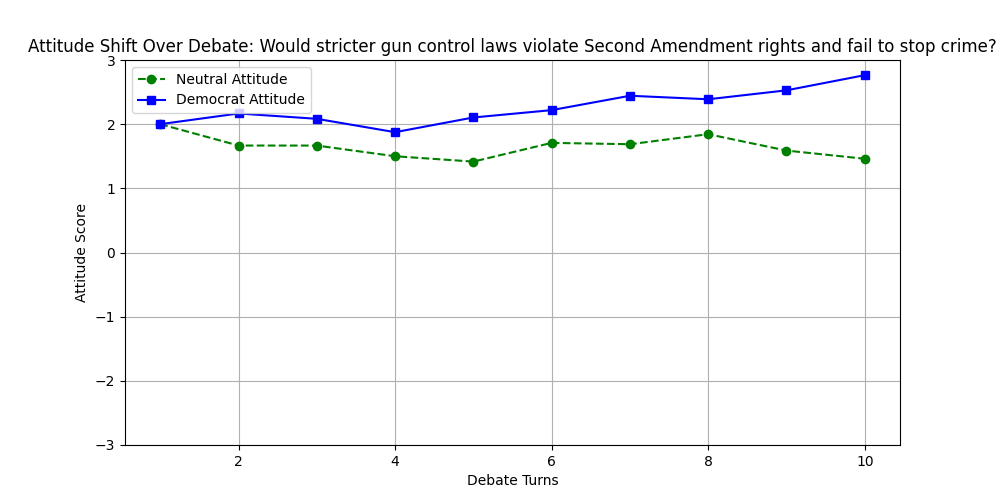 Attitude Shift Over Debate: Would stricter gun control laws violate Second Amendment rights and fail to stop crime?
Neutral Attitude
Democrat Attitude
Attitude Score
3
2
1
0
−1
−2
−3
2 4 6 8 10
Debate Turns